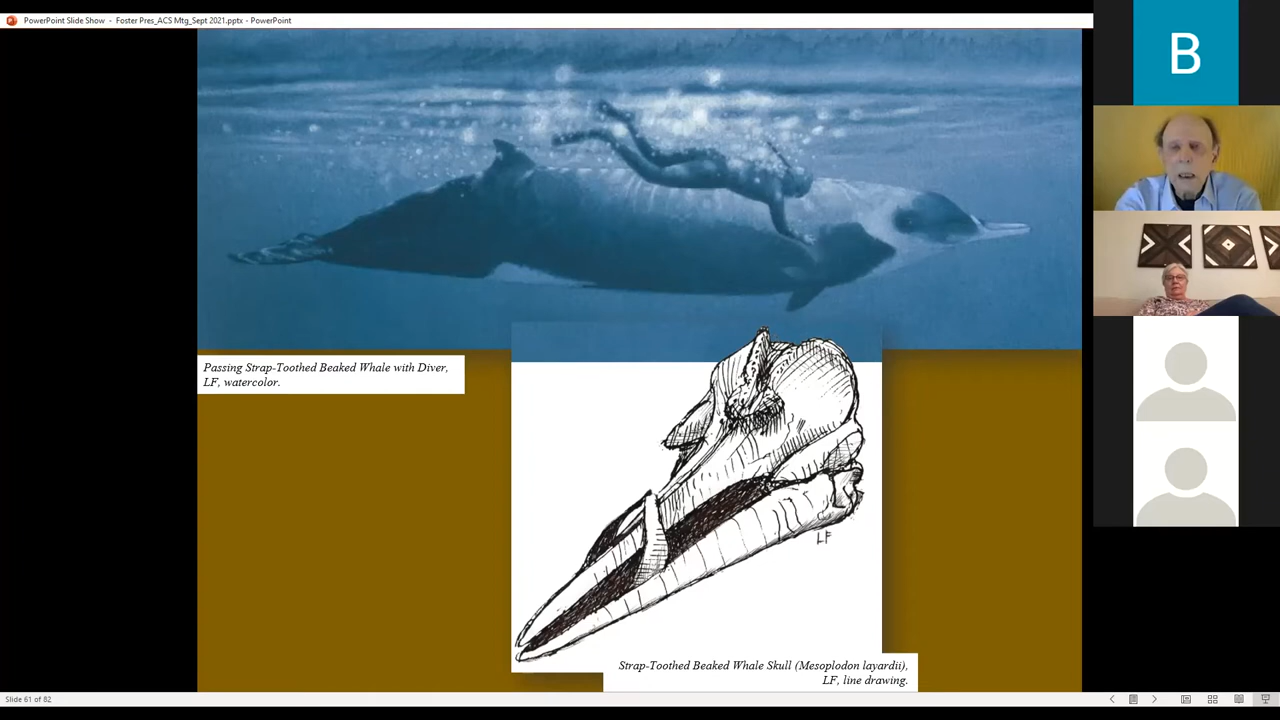 PowerPoint Slide Show - Foster Pres_ACS Mtg_Sept 2021.pptx - PowerPoint
B
Passing Strap-Toothed Beaked Whale with Diver,
LF, watercolor.
LF
Strap-Toothed Beaked Whale Skull (Mesoplodon layardii),
LF, line drawing.
Slide 61 of 82